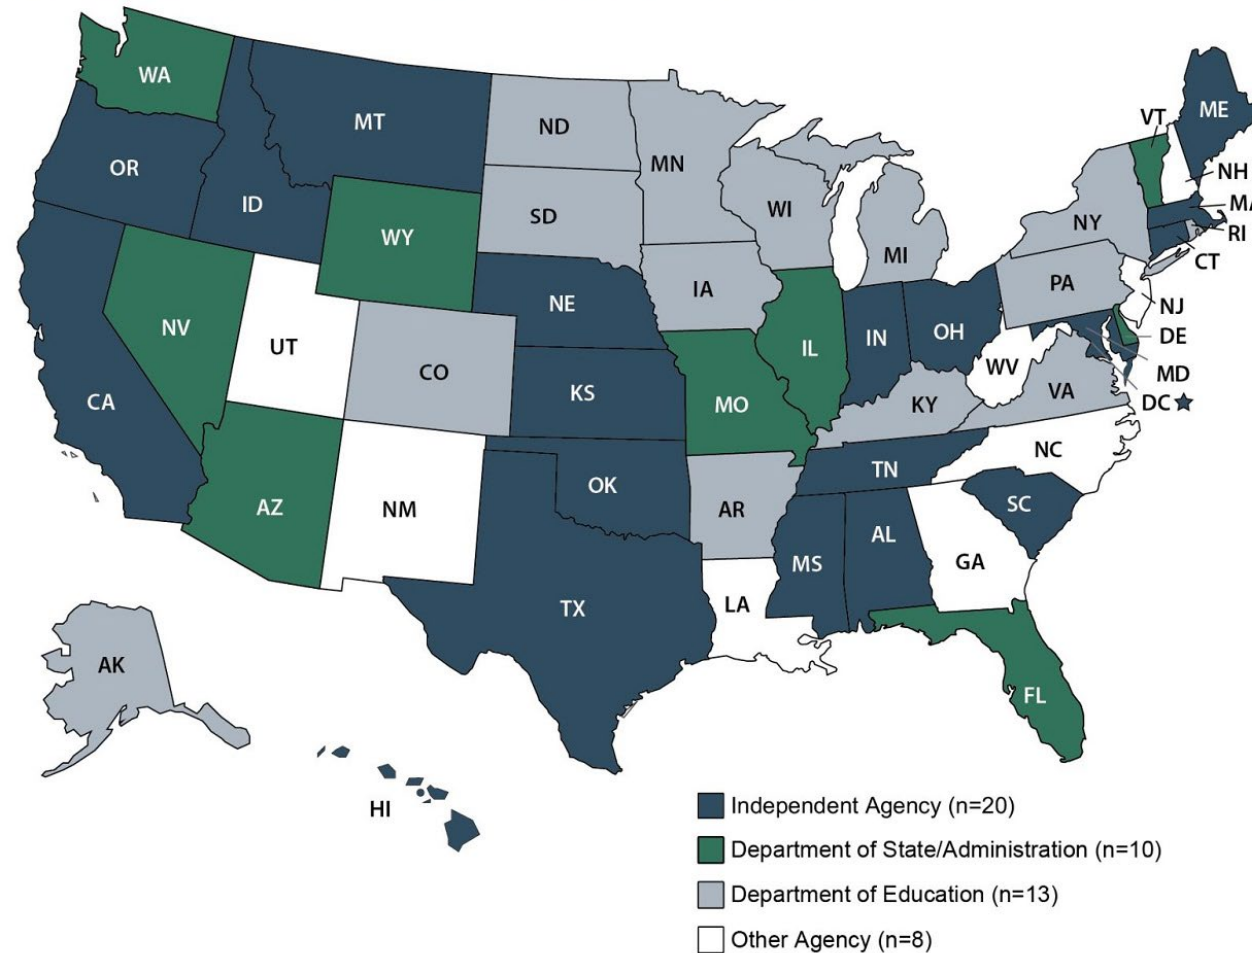 WA
MT
ND
MN
VT
ME
OR
ID
SD
WI
NY
NH
MA
RI
WY
MI
CT
NE
IA
PA
NJ
NV
UT
CO
IL
IN
OH
DE
WV
MD
CA
KS
MO
KY
VA
DC
TN
NC
AZ
NM
OK
AR
SC
MS
AL
GA
TX
LA
AK
FL
HI
Independent Agency (n=20)
Department of State/Administration (n=10)
Department of Education (n=13)
Other Agency (n=8)